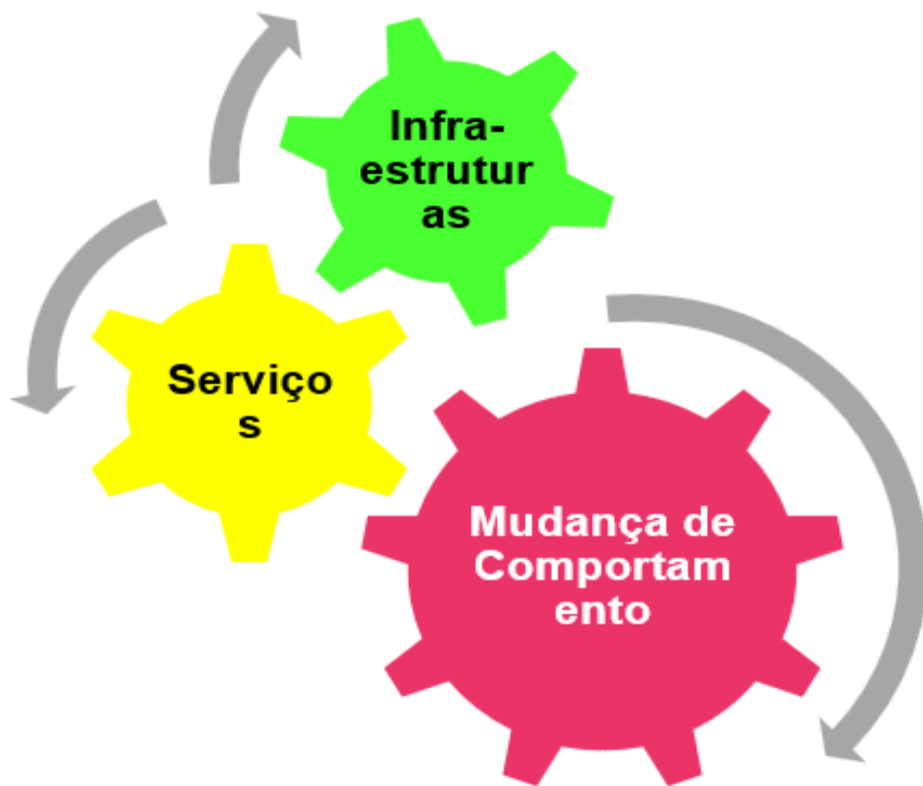 Infra-
estrutur
as
Serviço
s
Mudança de
Comportam
ento